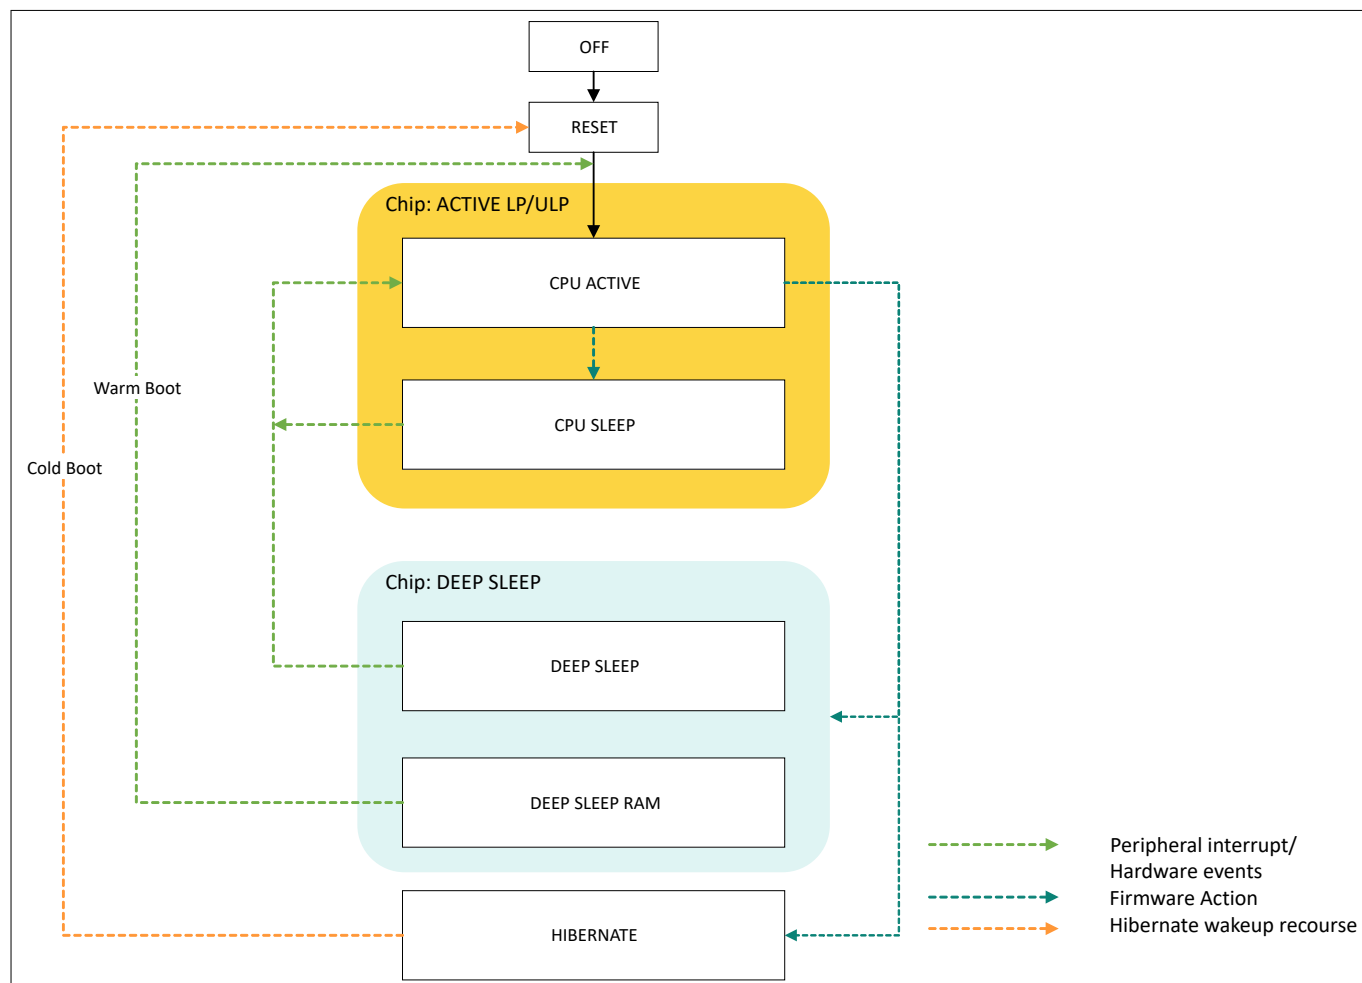 OFF
RESET
Chip: ACTIVE LP/ULP
CPU ACTIVE
Warm Boot
CPU SLEEP
Cold Boot
Chip: DEEP SLEEP
DEEP SLEEP
DEEP SLEEP RAM
HIBERNATE
Peripheral interrupt/
Hardware events
Firmware Action
Hibernate wakeup recourse